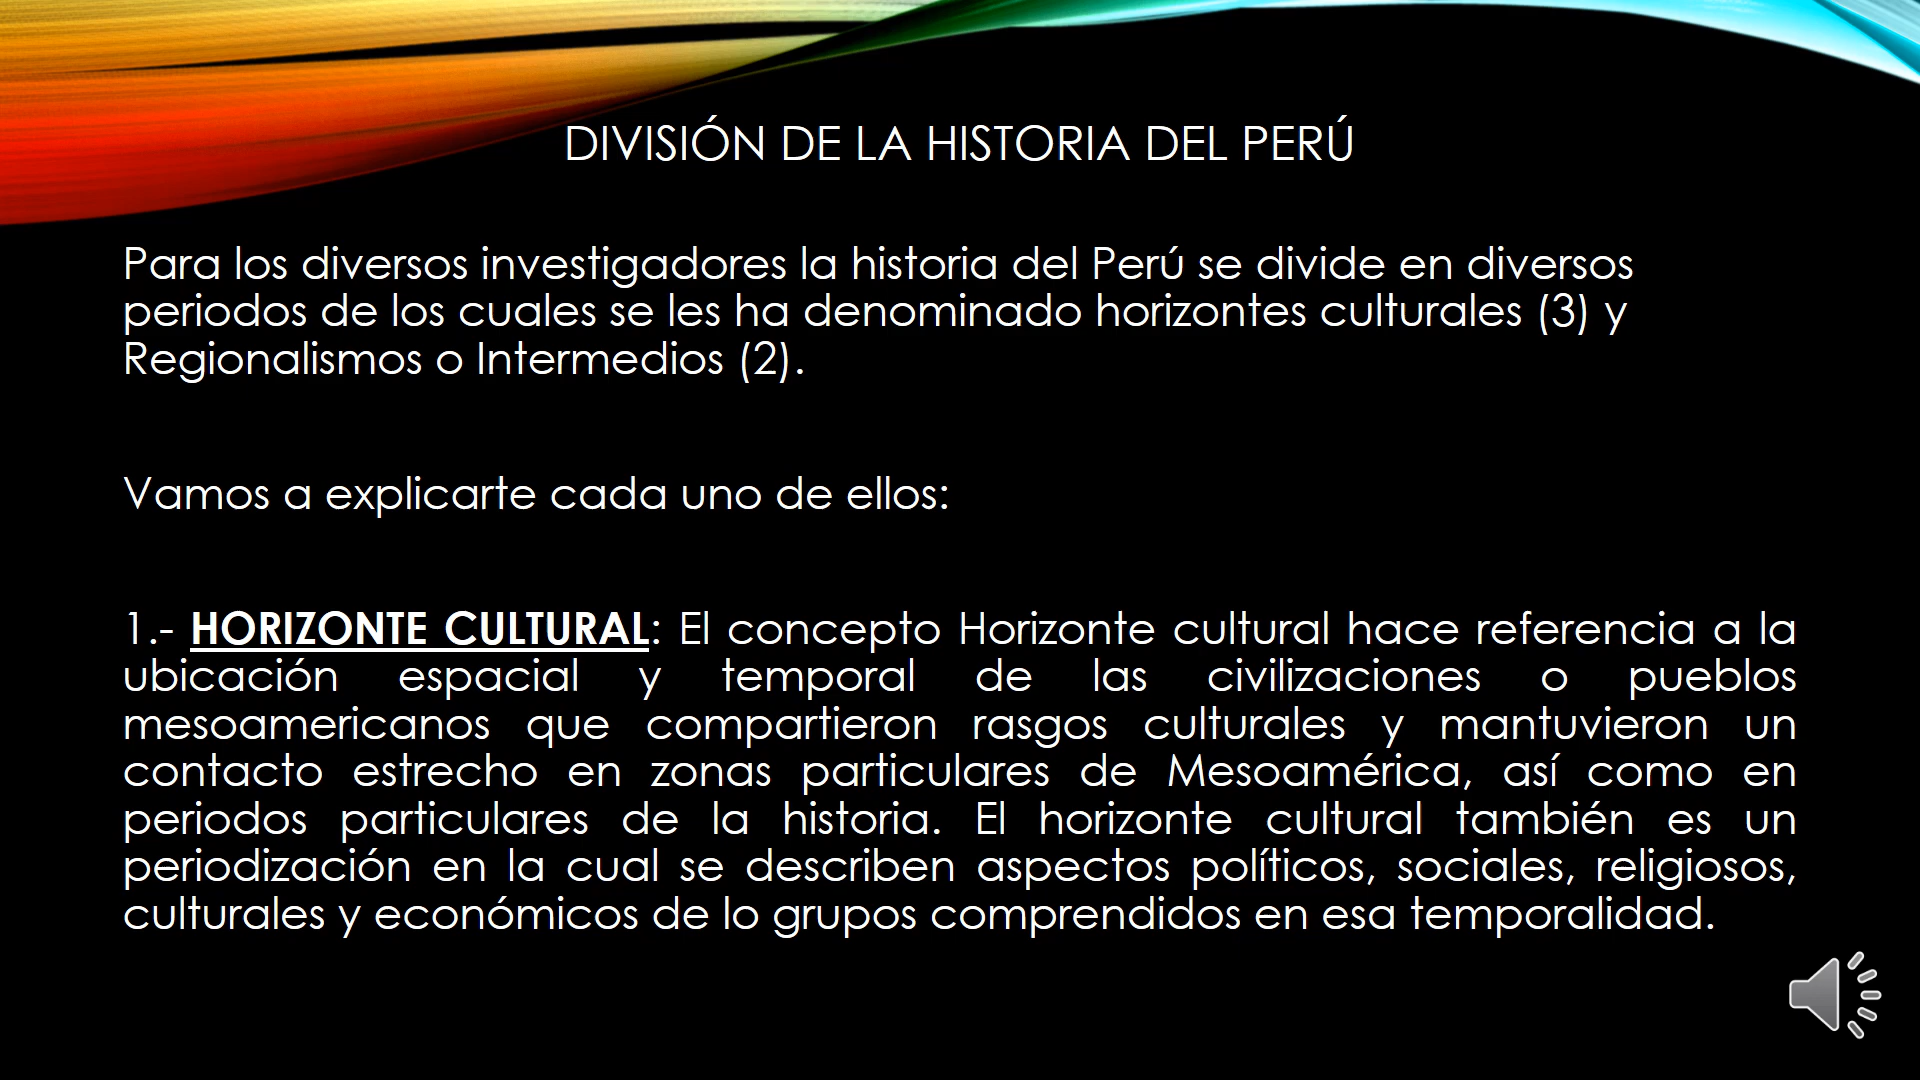 DIVISIÓN DE LA HISTORIA DEL PERÚ
Para los diversos investigadores la historia del Perú se divide en diversos
periodos de los cuales se les ha denominado horizontes culturales (3) y
Regionalismos o Intermedios (2).
Vamos a explicarte cada uno de ellos:
1.- HORIZONTE CULTURAL: El concepto Horizonte cultural hace referencia a la
ubicación espacial y temporal de las civilizaciones o pueblos
mesoamericanos que compartieron rasgos culturales y mantuvieron un
contacto estrecho en zonas particulares de Mesoamérica, así como en
periodos particulares de la historia. El horizonte cultural también es un
periodización en la cual se describen aspectos políticos, sociales, religiosos,
culturales y económicos de lo grupos comprendidos en esa temporalidad.